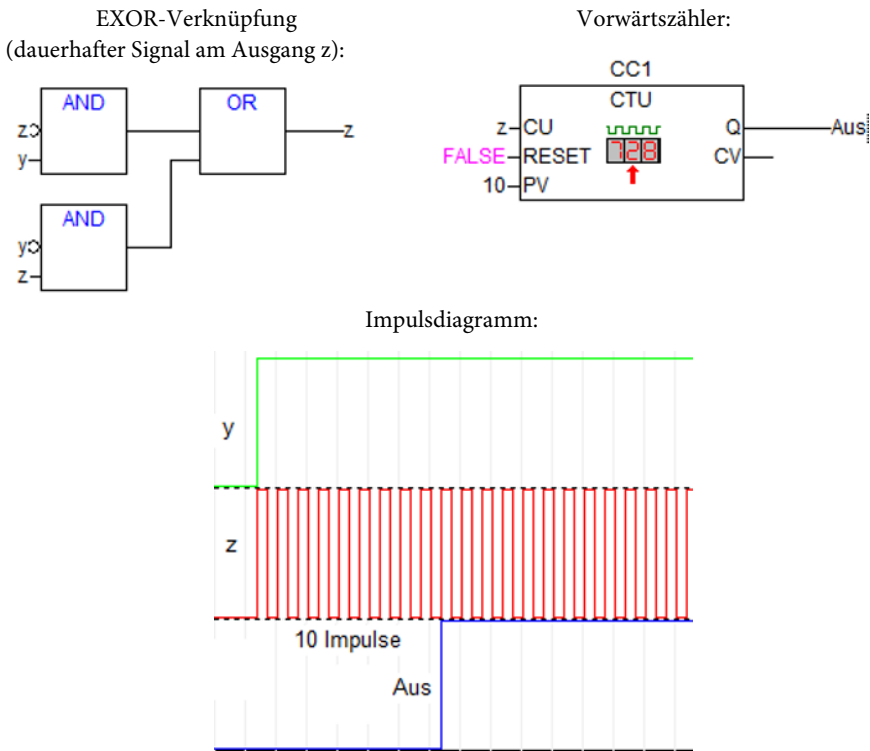 EXOR-Verknüpfung
(dauerhafter Signal am Ausgang z):
Vorwärtszähler:
AND
z
y
OR
z
AND
y
z
CC1
CTU
z
CU
Q
Aus
FALSE
RESET
728
CV
10
PV
Impulsdiagramm:
y
z
10 Impulse
Aus